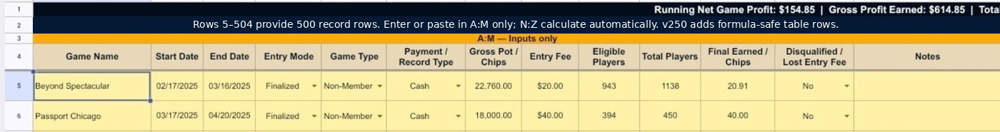 1 Running Net Game Profit: $154.85 | Gross Profit Earned: $614.85 | Tota
2 Rows 5–504 provide 500 record rows. Enter or paste in A:M only; N:Z calculate automatically. v250 adds formula-safe table rows.
3 A:M — Inputs only
4 Game Name Start Date End Date Entry Mode Game Type Payment / Record Type Gross Pot / Chips Entry Fee Eligible Players Total Players Final Earned / Chips Disqualified / Lost Entry Fee Notes
5 Beyond Spectacular 02/17/2025 03/16/2025 Finalized Non-Member Cash 22,760.00 $20.00 943 1138 20.91 No
6 Passport Chicago 03/17/2025 04/20/2025 Finalized Non-Member Cash 18,000.00 $40.00 394 450 40.00 No